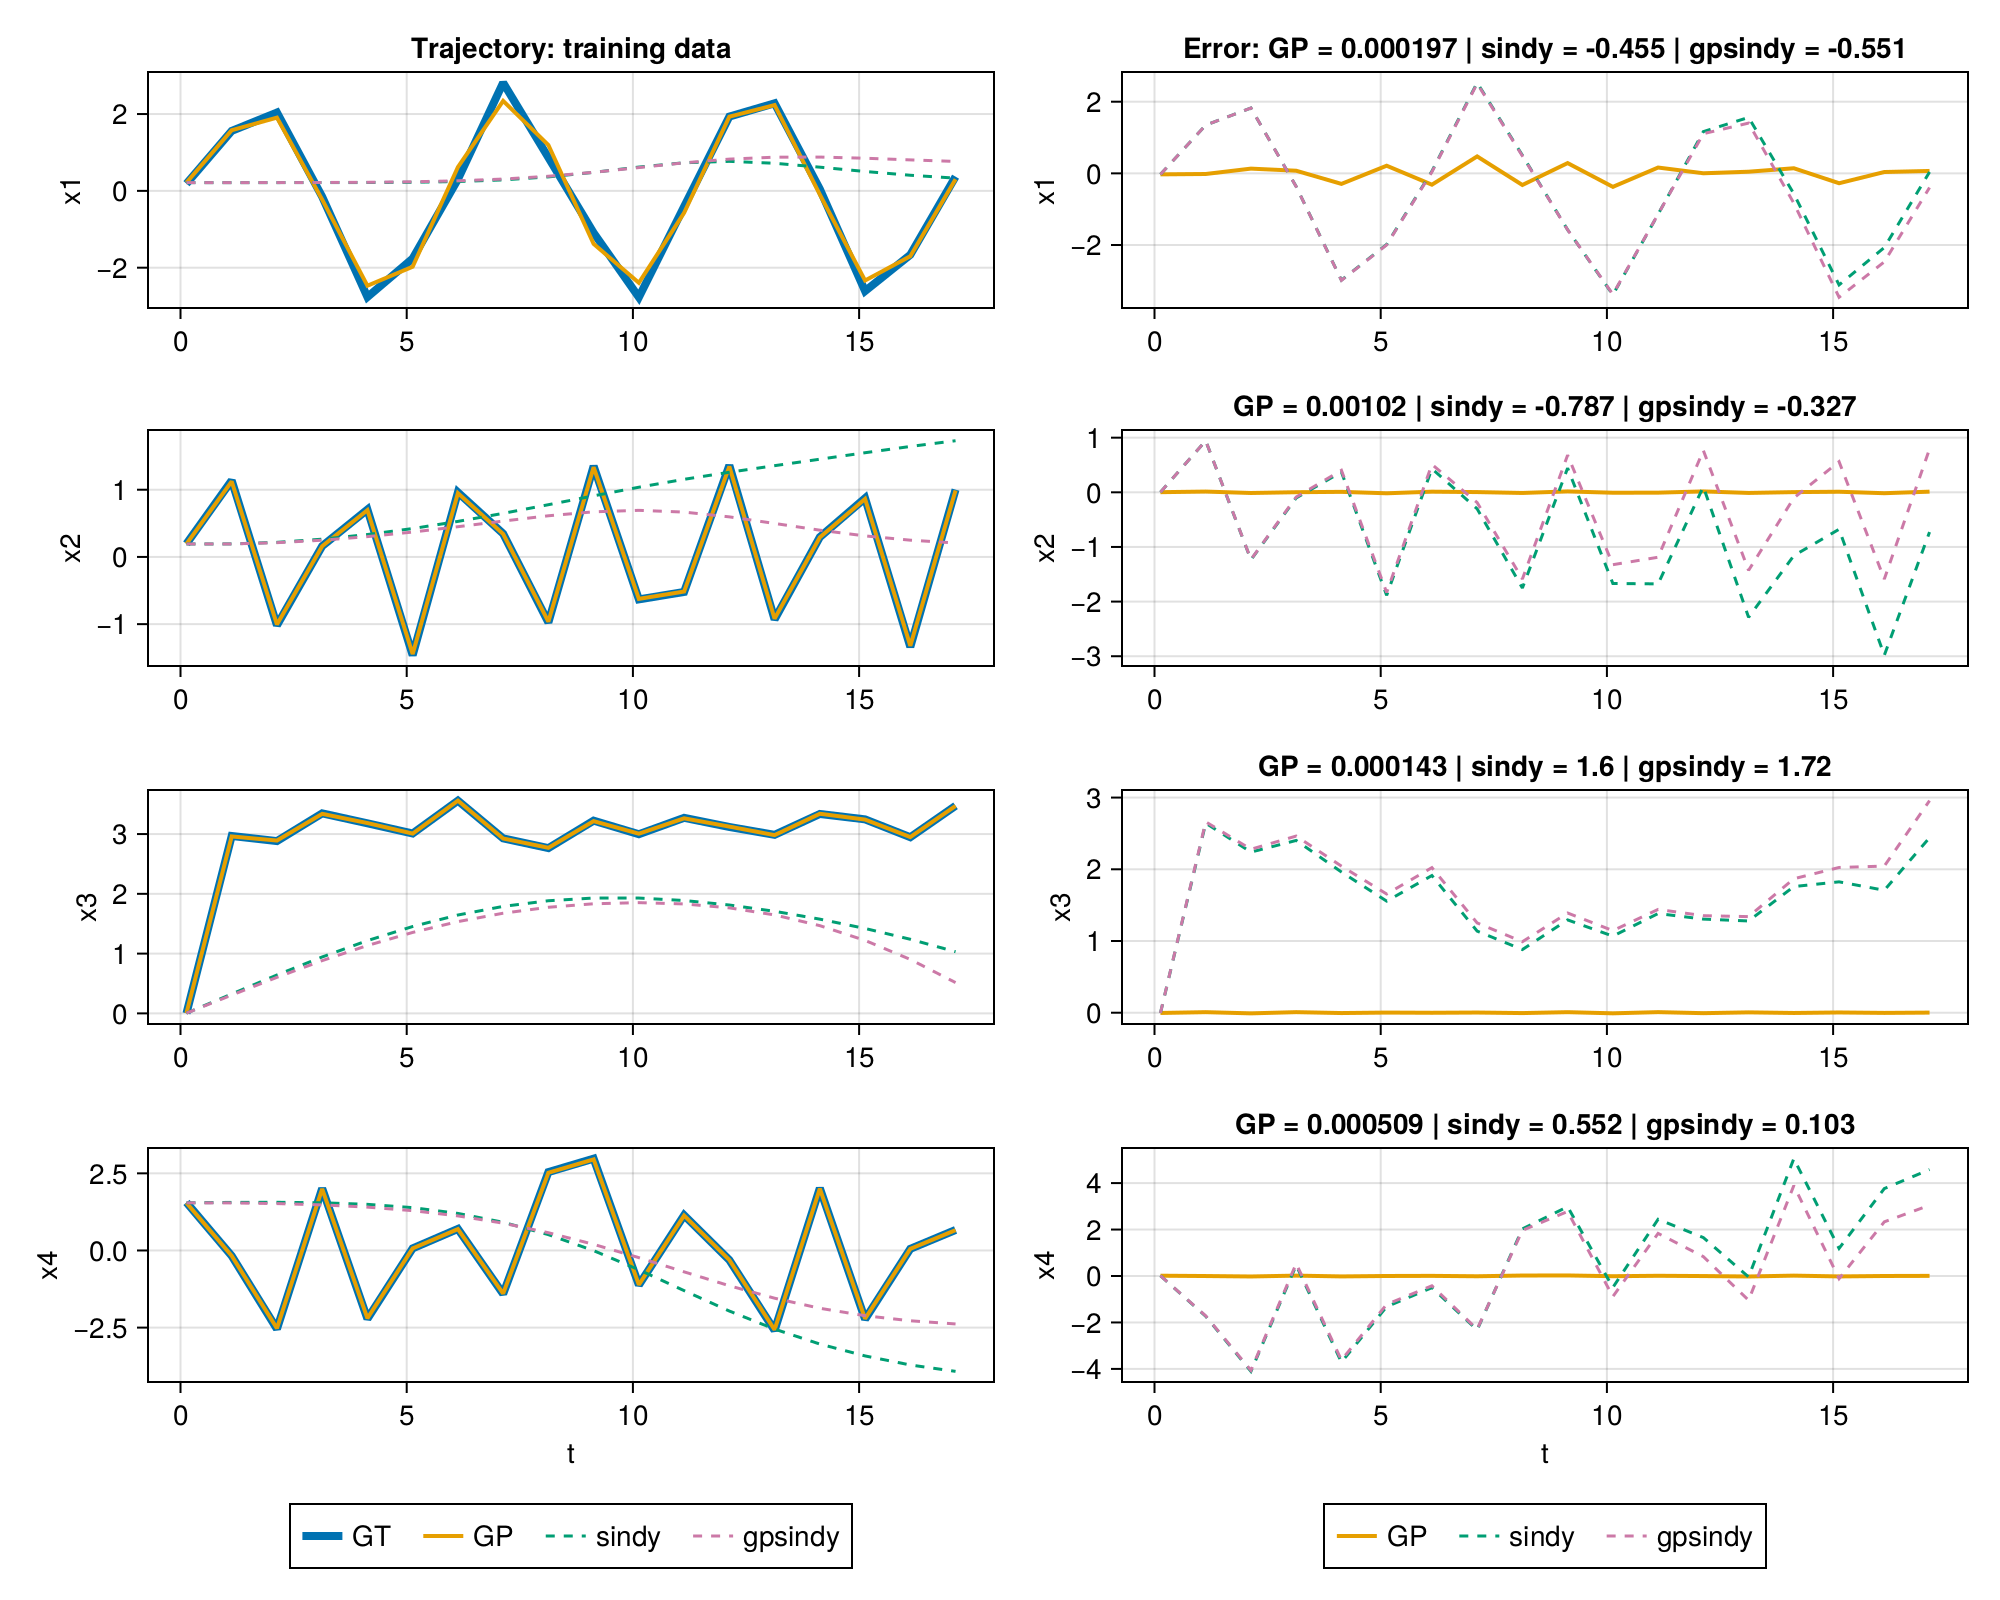 Trajectory: training data
Error: GP = 0.000197 | sindy = -0.455 | gpsindy = -0.551
x1
2
0
−2
0 5 10 15
x1
2
0
−2
0 5 10 15
GP = 0.00102 | sindy = -0.787 | gpsindy = -0.327
x2
1
0
−1
0 5 10 15
x2
1
0
−1
−2
−3
0 5 10 15
GP = 0.000143 | sindy = 1.6 | gpsindy = 1.72
x3
3
2
1
0
0 5 10 15
x3
3
2
1
0
0 5 10 15
GP = 0.000509 | sindy = 0.552 | gpsindy = 0.103
x4
2.5
0.0
−2.5
0 5 10 15
t
x4
4
2
0
−2
−4
0 5 10 15
t
GT GP sindy gpsindy
GP sindy gpsindy